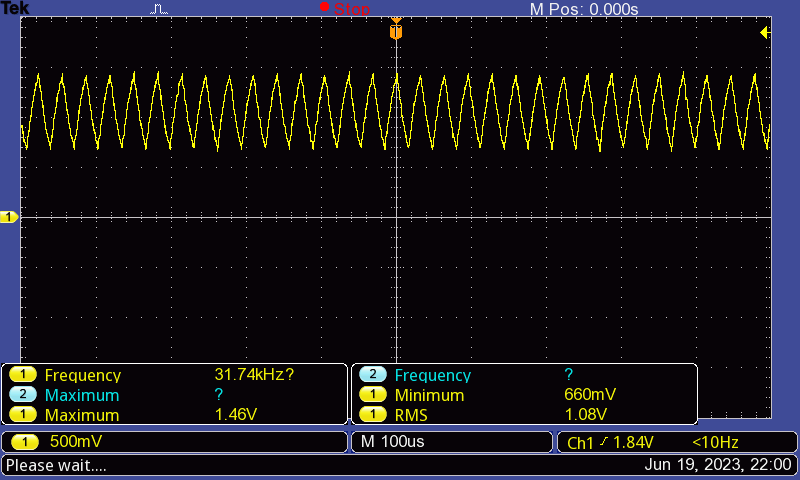 Tek Stop M Pos: 0.000s
T
1
1 Frequency 31.74kHz? 2 Frequency ?
2 Maximum ? 1 Minimum 660mV
1 Maximum 1.46V 1 RMS 1.08V
1 500mV M 100us Ch1 1.84V <10Hz
Please wait.... Jun 19, 2023, 22:00